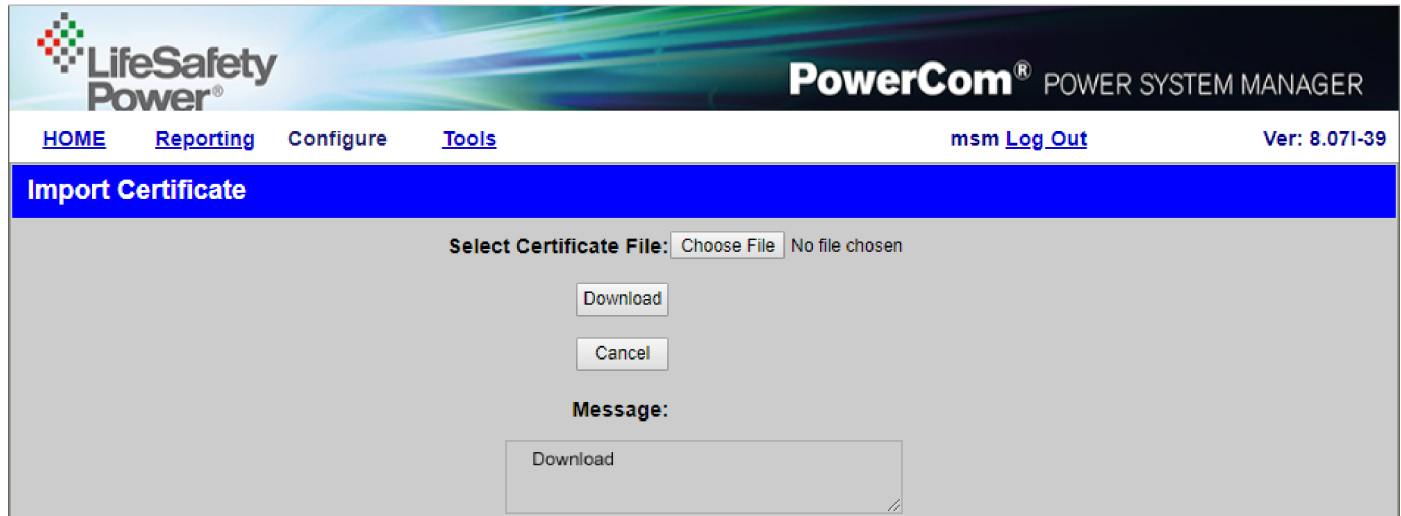 LifeSafety
Power®
PowerCom® POWER SYSTEM MANAGER
HOME Reporting Configure Tools msm Log Out Ver: 8.07I-39
Import Certificate
Select Certificate File: Choose File No file chosen
Download
Cancel
Message:
Download